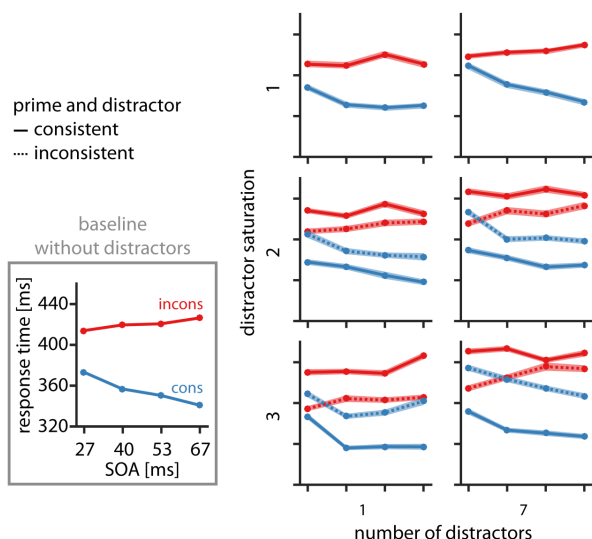 prime and distractor
consistent
inconsistent
baseline
without distractors
response time [ms]
440
400
360
320
incons
cons
27 40 53 67
SOA [ms]
distractor saturation
1
2
3
1 7
number of distractors